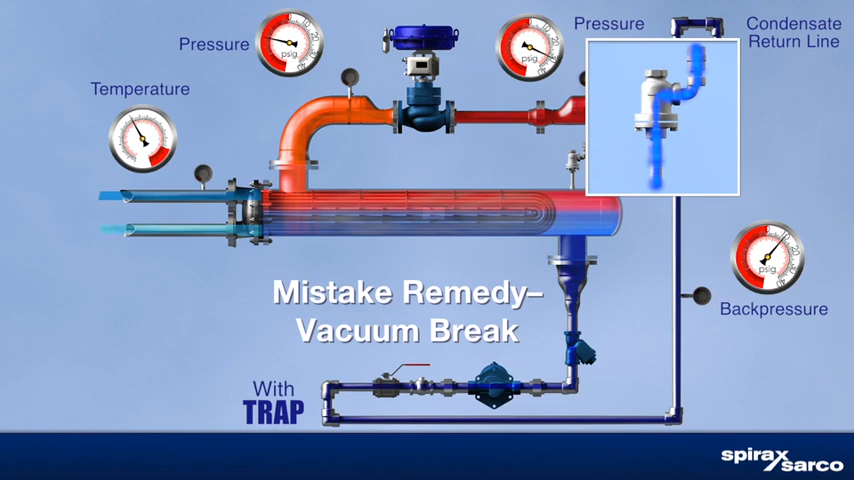 Pressure
Pressure
Condensate
Return Line
Temperature
psig
psig
Mistake Remedy–
Vacuum Break
psig
Backpressure
With
TRAP
spirax
sarco